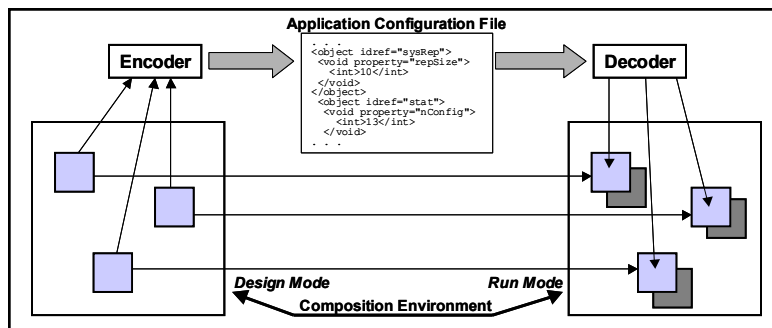 Application Configuration File
Encoder
. . .
<object idref="sysRep">
<void property="repSize">
<int>10</int>
</void>
</object>
<object idref="stat">
<void property="nConfig">
<int>13</int>
</void>
. . .
Decoder
Design Mode
Run Mode
Composition Environment